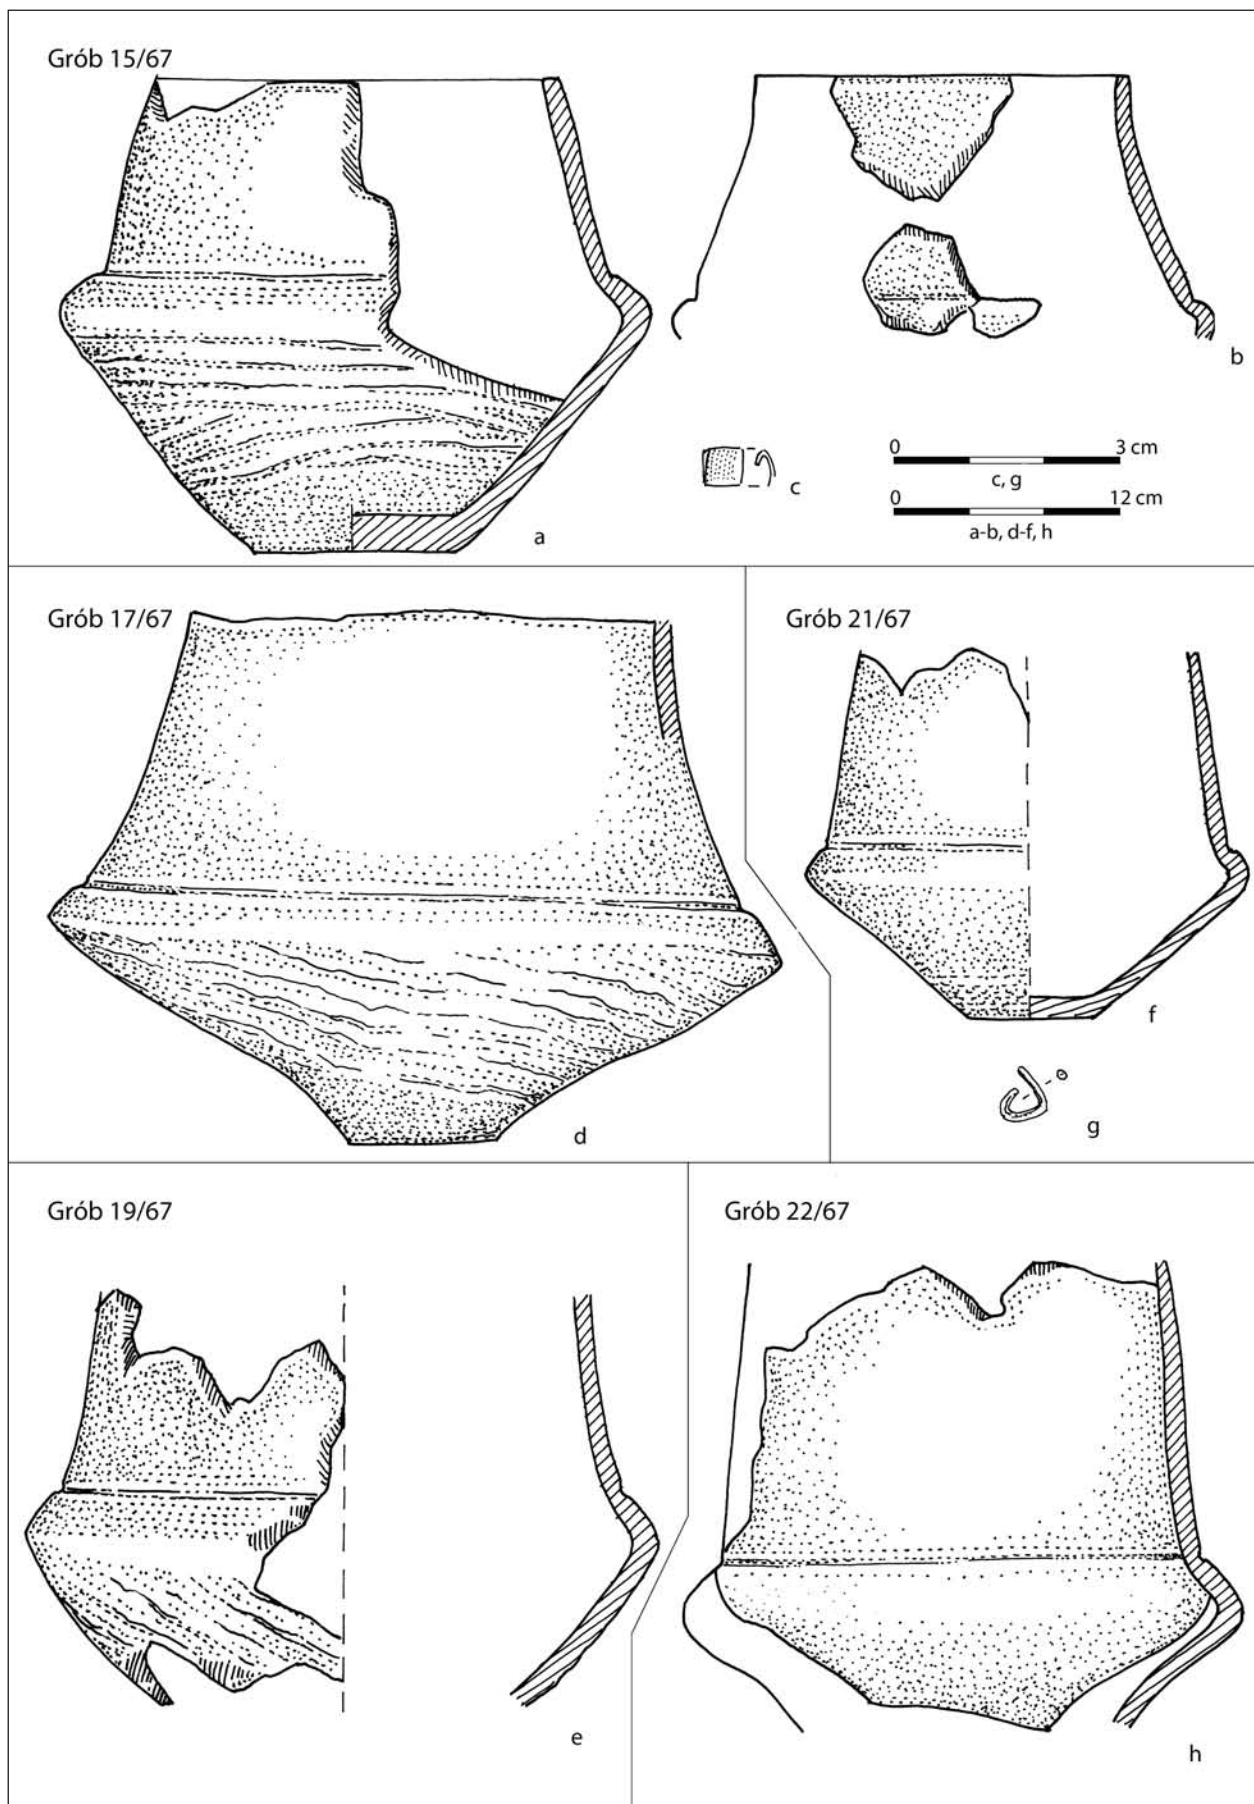 Grób 15/67
a
b
c
0 3 cm
c, g
0 12 cm
a-b, d-f, h
Grób 17/67
d
Grób 21/67
f
g
Grób 19/67
e
Grób 22/67
h